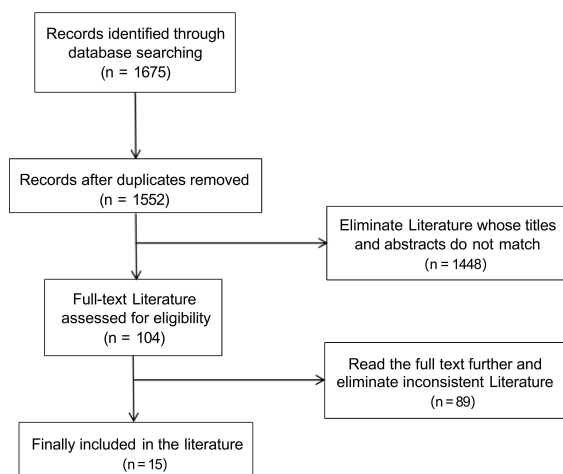 Records identified through
database searching
(n = 1675)
Records after duplicates removed
(n = 1552)
Eliminate Literature whose titles
and abstracts do not match
(n = 1448)
Full-text Literature
assessed for eligibility
(n = 104)
Read the full text further and
eliminate inconsistent Literature
(n = 89)
Finally included in the literature
(n = 15)